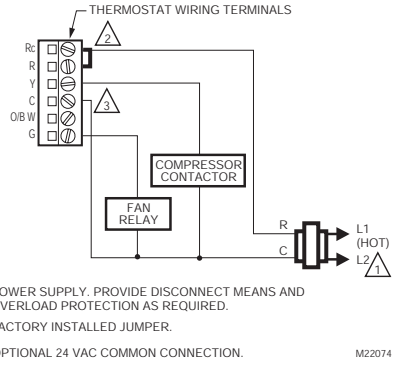 THERMOSTAT WIRING TERMINALS
Rc
R
Y
C
O/B W
G
2
3
COMPRESSOR
CONTACTOR
FAN
RELAY
R
C
L1
(HOT)
L2
1
OWER SUPPLY. PROVIDE DISCONNECT MEANS AND
VERLOAD PROTECTION AS REQUIRED.
ACTORY INSTALLED JUMPER.
PTIONAL 24 VAC COMMON CONNECTION.
M22074